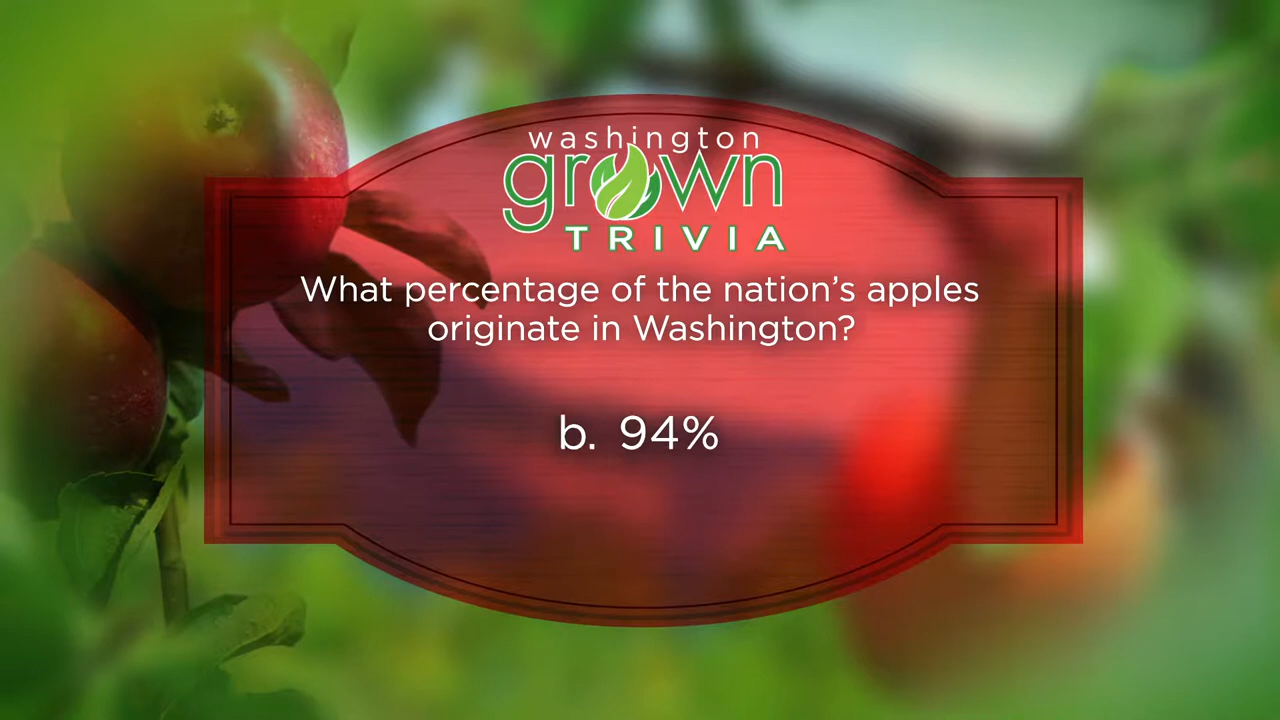 washington
grown
TRIVIA
What percentage of the nation's apples
originate in Washington?
b. 94%